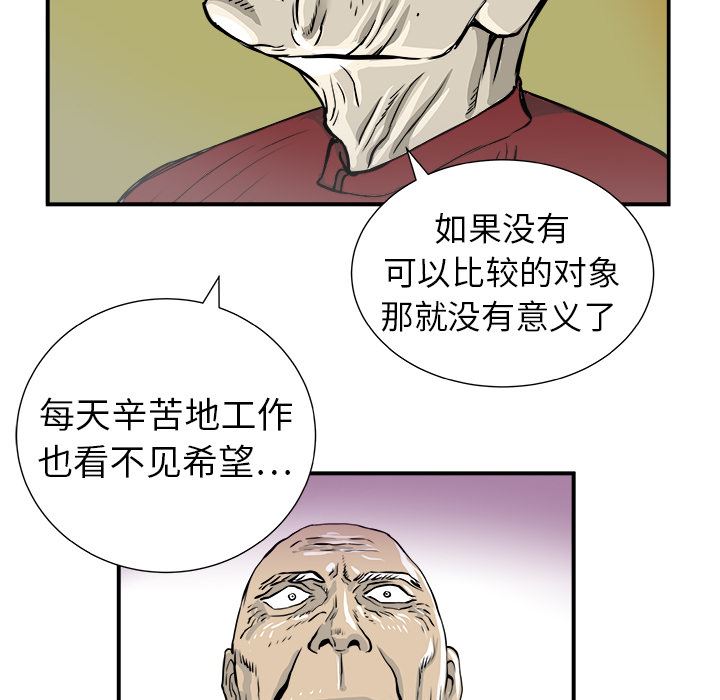 如果没有
可以比较的对象
那就没有意义了
每天辛苦地工作
也看不见希望...